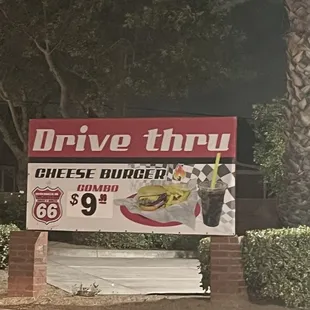 Drive thru
CHEESE BURGER
COMBO
$9
66